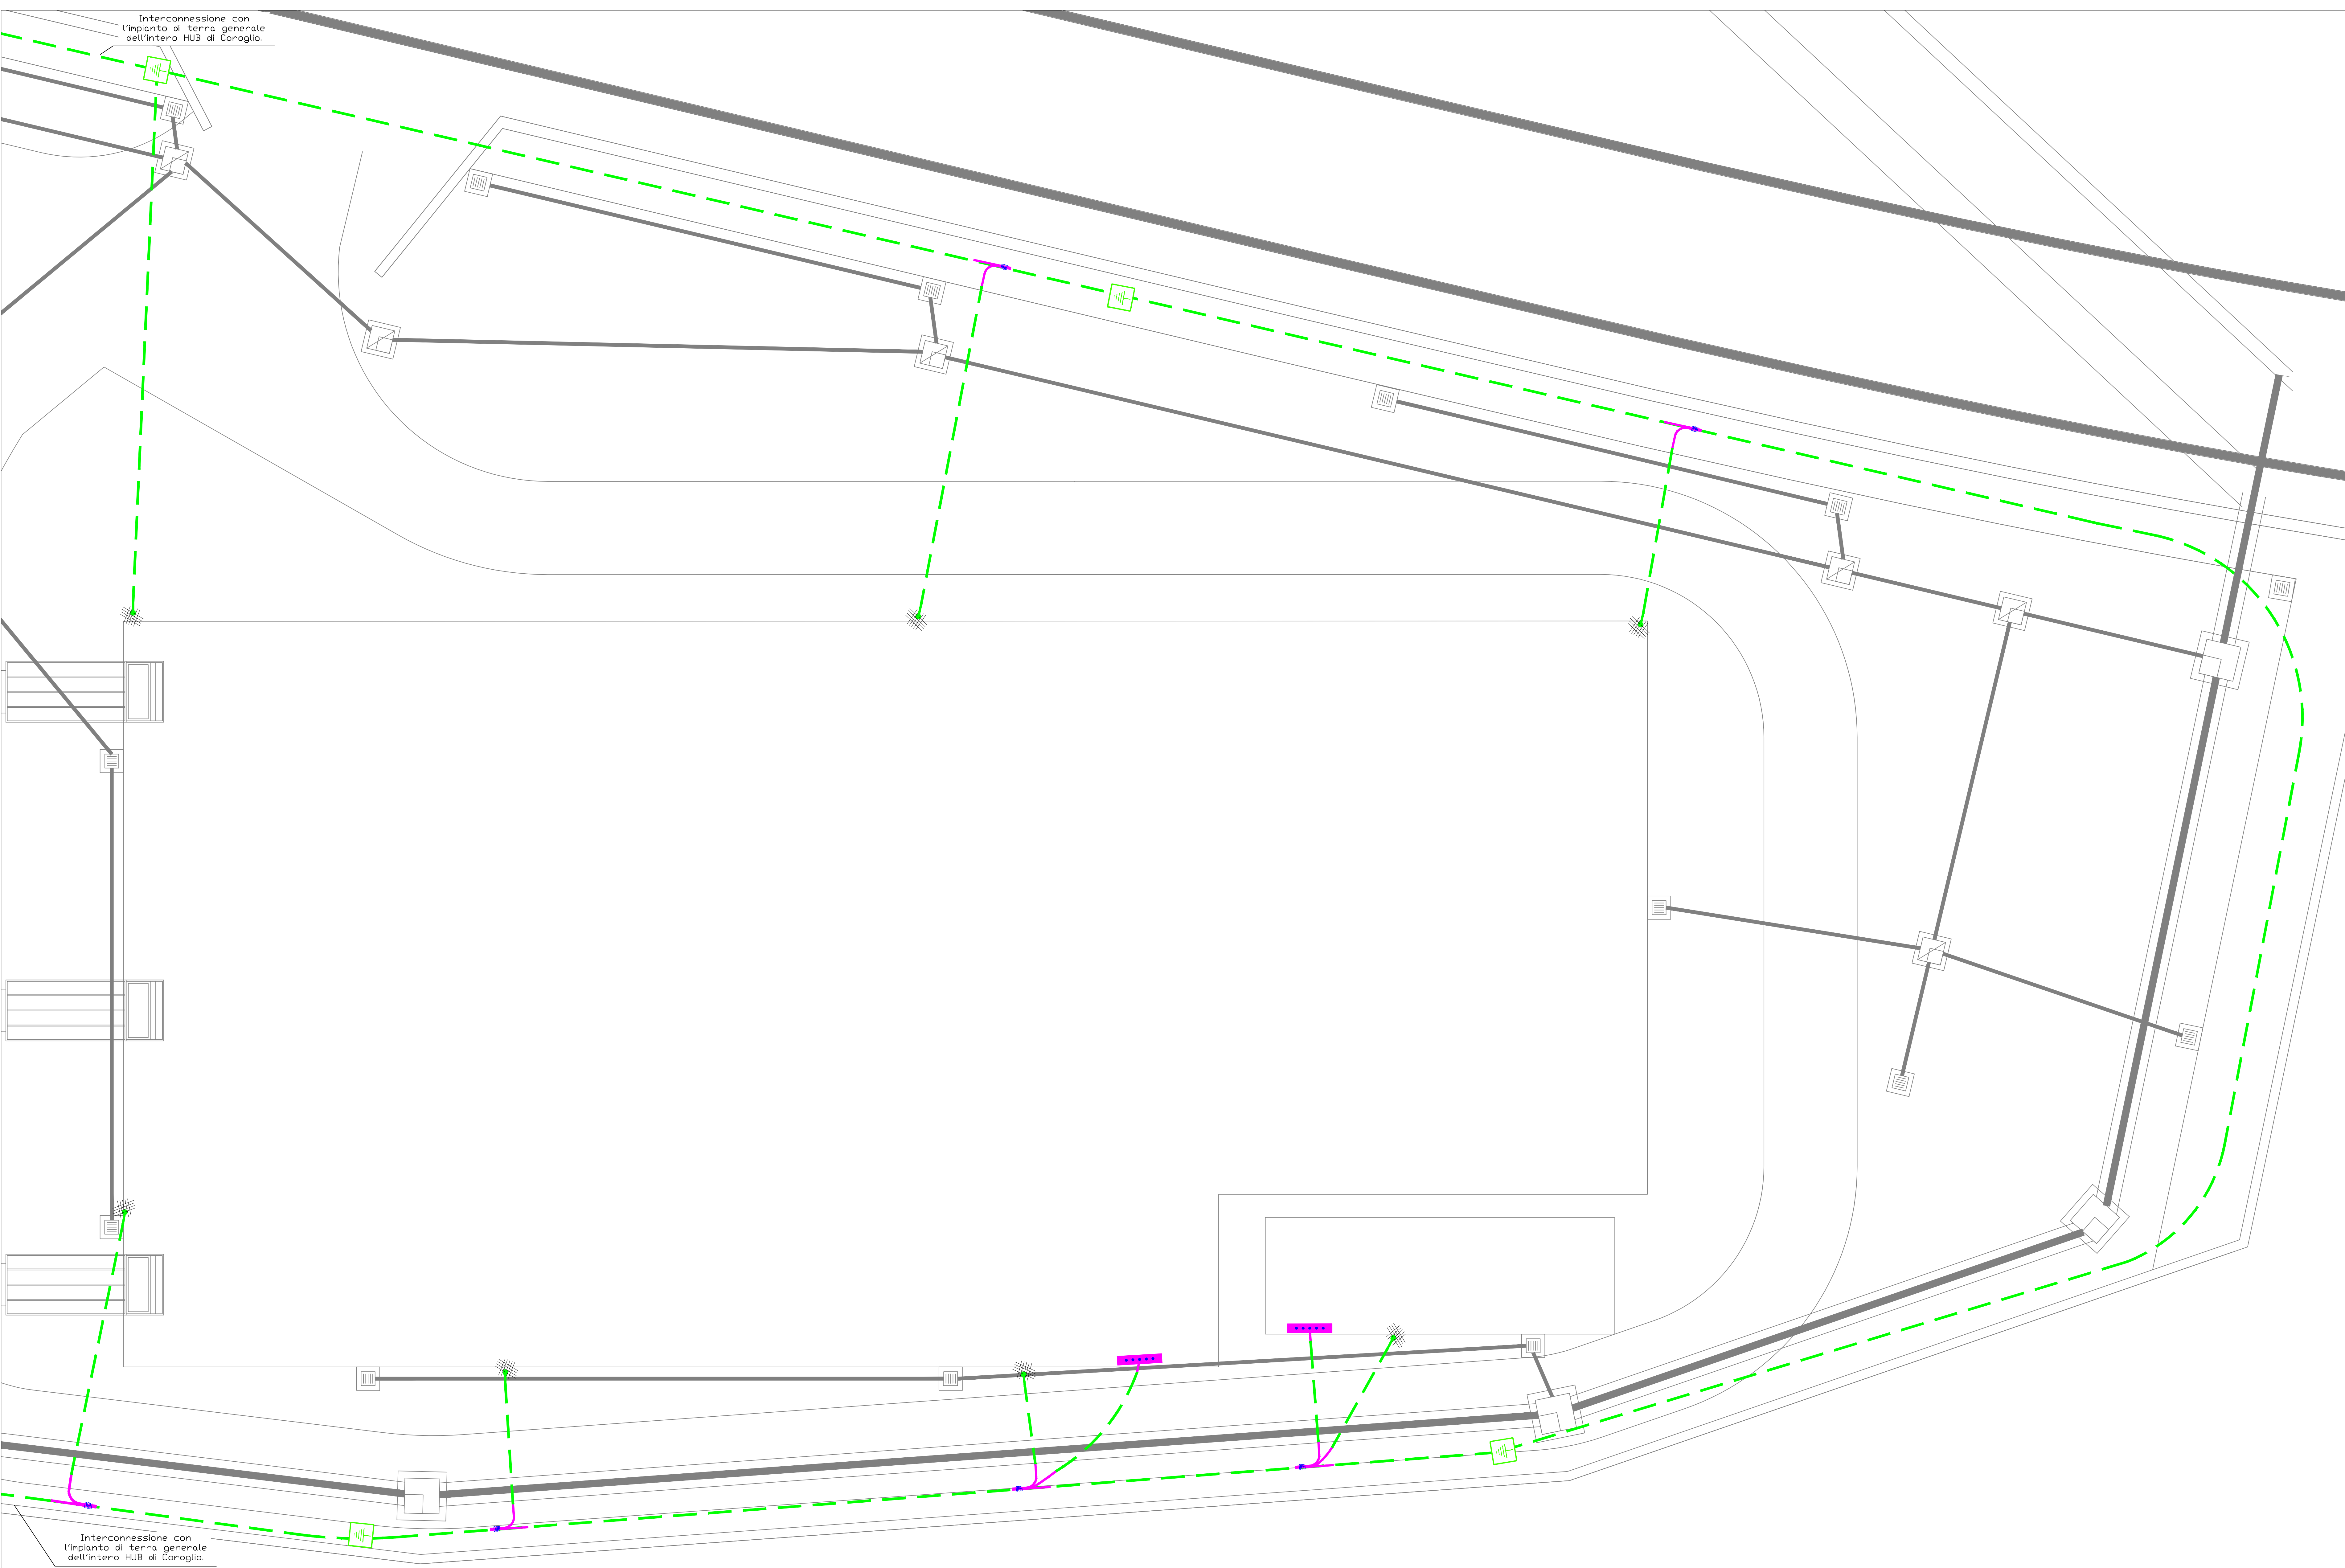 Interconnessione con
l'impianto di terra generale
dell'intero HUB di Coroglio.
Interconnessione con
l'impianto di terra generale
dell'intero HUB di Coroglio.